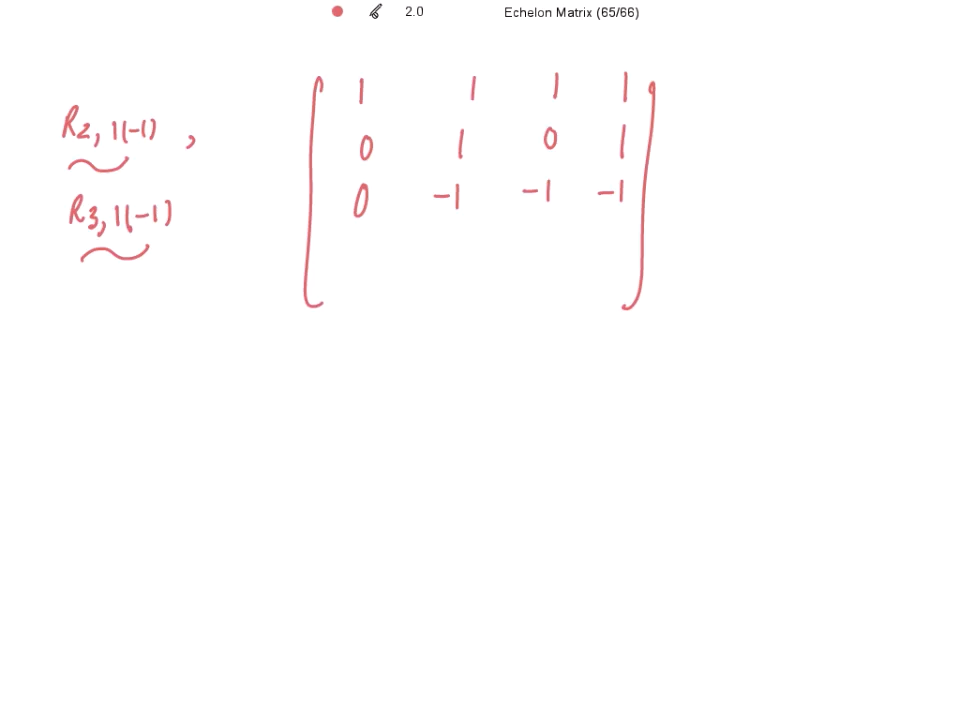 2.0 Echelon Matrix (65/66)
1 1 1 1
R2, 1(-1) , 0 1 0 1
0 -1 -1 -1
R3, 1(-1)